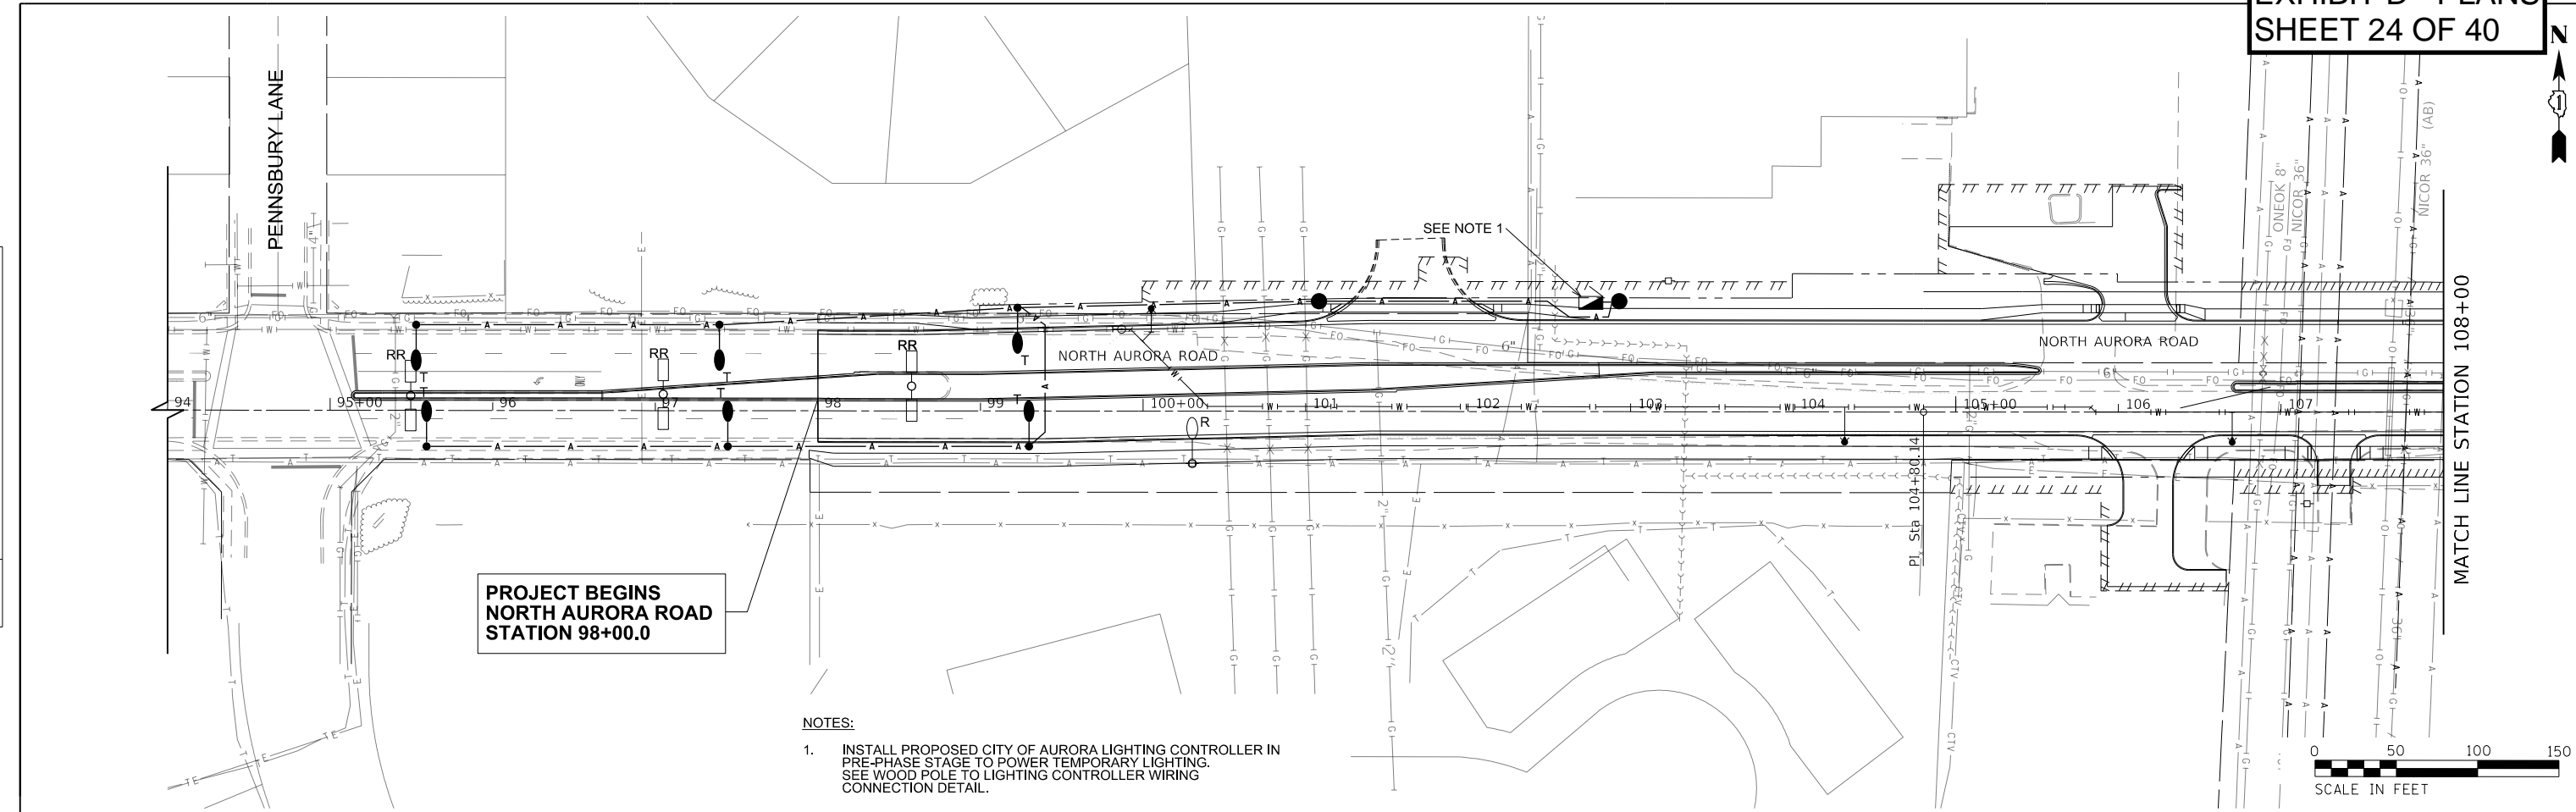 EXHIBIT D - PLANS
SHEET 24 OF 40
N
1
PENNSBURY LANE
SEE NOTE 1
ONEOK 8"
NICOR 36"
NICOR 36" (AB)
MATCH LINE STATION 108+00
NORTH AURORA ROAD
NORTH AURORA ROAD
RR
RR
RR
T
T
T
T
T
T
R
94
95+00
96
97
98
99
100+00
101
102
103
104
105+00
106
107
PI Sta 104+80.14
PROJECT BEGINS
NORTH AURORA ROAD
STATION 98+00.0
NOTES:
1. INSTALL PROPOSED CITY OF AURORA LIGHTING CONTROLLER IN
PRE-PHASE STAGE TO POWER TEMPORARY LIGHTING.
SEE WOOD POLE TO LIGHTING CONTROLLER WIRING
CONNECTION DETAIL.
0 50 100 150
SCALE IN FEET